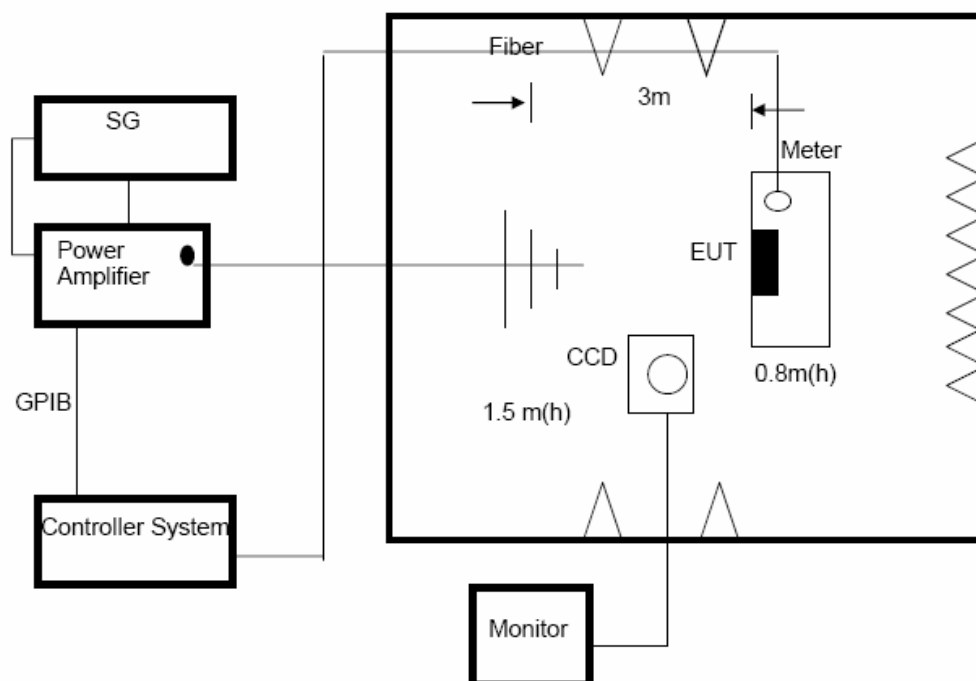 SG
Fiber
3m
Meter
Power
Amplifier
EUT
CCD
0.8m(h)
GPIB
1.5 m(h)
Controller System
Monitor